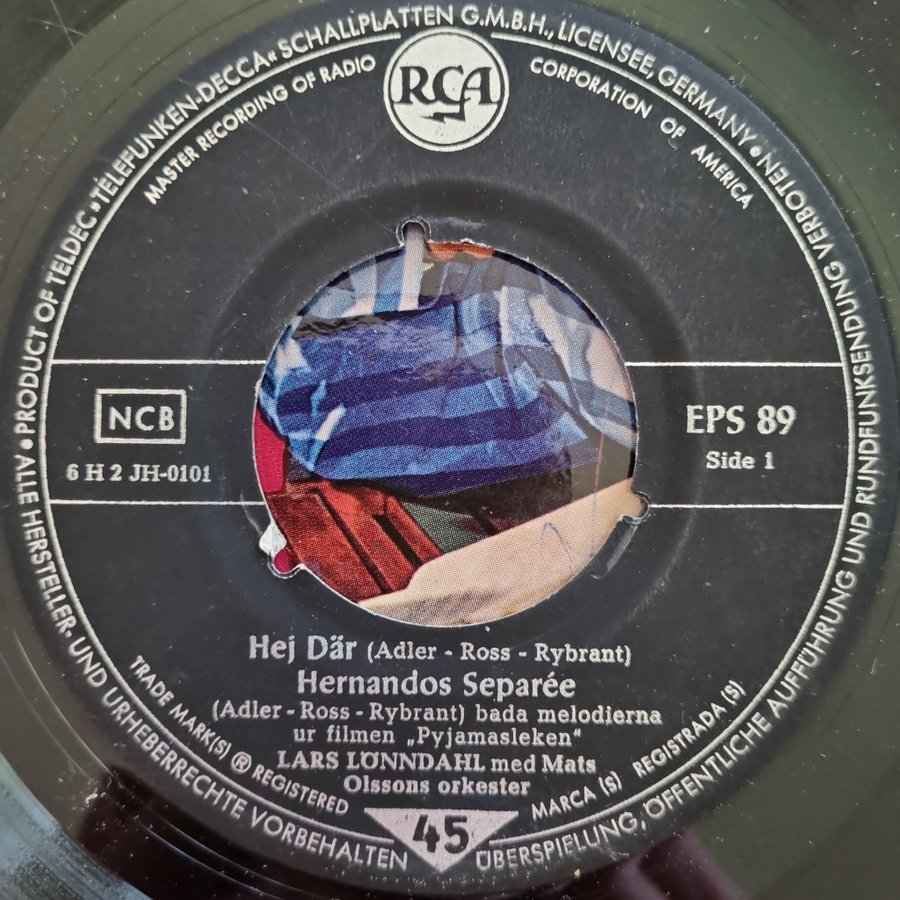 • PRODUCT OF TELDEC • »TELEFUNKEN-DECCA« SCHALLPLATTEN G.M.B.H., LICENSEE, GERMANY •
MASTER RECORDING OF RADIO CORPORATION OF AMERICA
RCA
NCB
6 H 2 JH-0101
EPS 89
Side 1
Hej Där (Adler - Ross - Rybrant)
Hernandos Separée
(Adler - Ross - Rybrant) bada melodierna
ur filmen „Pyjamasleken“
LARS LÖNNDAHL med Mats
Olssons orkester
TRADE MARK(S) ® REGISTERED
MARCA (S) REGISTRADA (S)
45
ALLE HERSTELLER- UND URHEBERRECHTE VORBEHALTEN
ÜBERSPIELUNG, ÖFFENTLICHE AUFFÜHRUNG UND RUNDFUNKSENDUNG VERBOTEN